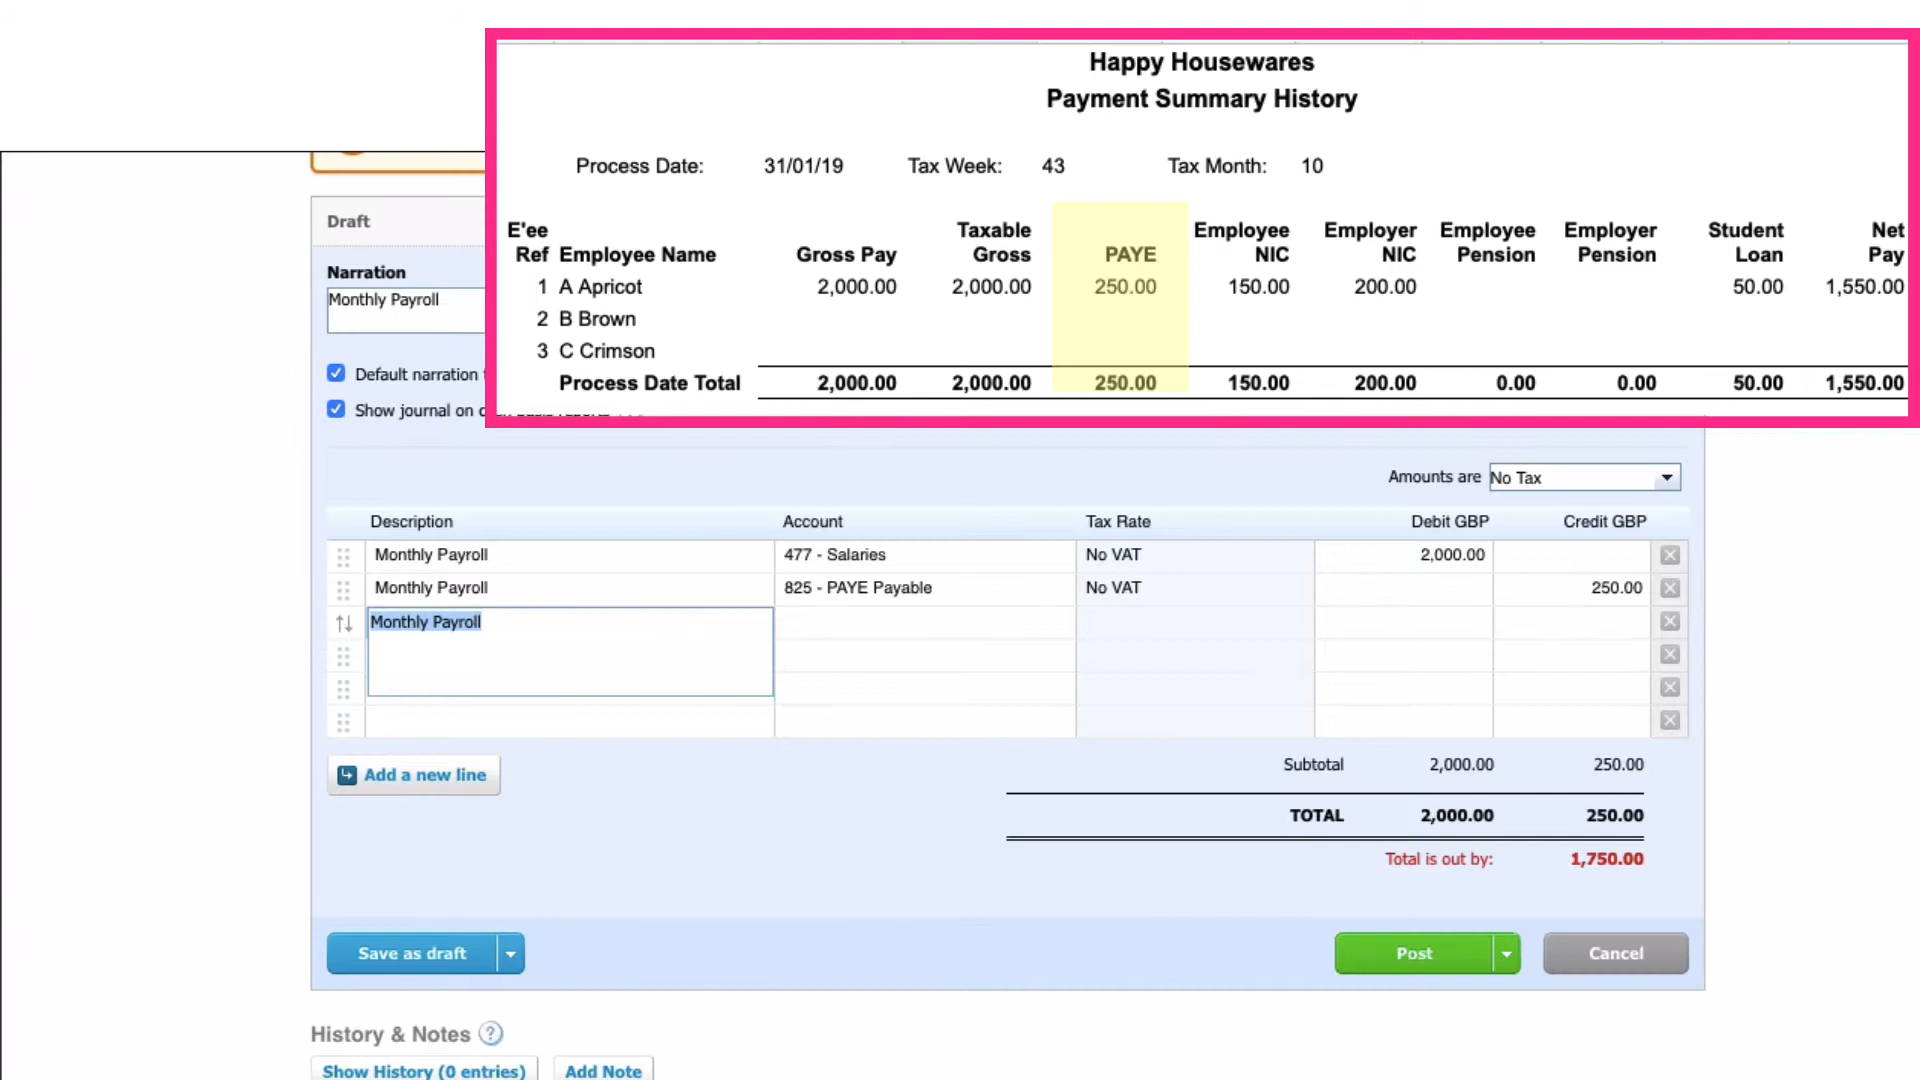 Happy Housewares
Payment Summary History
Process Date: 31/01/19 Tax Week: 43 Tax Month: 10
E'ee Ref Employee Name Gross Pay Taxable Gross PAYE Employee NIC Employer NIC Employee Pension Employer Pension Student Loan Net Pay
1 A Apricot 2,000.00 2,000.00 250.00 150.00 200.00 50.00 1,550.00
2 B Brown
3 C Crimson
Process Date Total 2,000.00 2,000.00 250.00 150.00 200.00 0.00 0.00 50.00 1,550.00
Draft
Narration
Monthly Payroll
Default narration
Show journal on
Amounts are No Tax
Description Account Tax Rate Debit GBP Credit GBP
Monthly Payroll 477 - Salaries No VAT 2,000.00
Monthly Payroll 825 - PAYE Payable No VAT 250.00
Monthly Payroll
Add a new line
Subtotal 2,000.00 250.00
TOTAL 2,000.00 250.00
Total is out by: 1,750.00
Save as draft Post Cancel
History & Notes ?
Show History (0 entries) Add Note